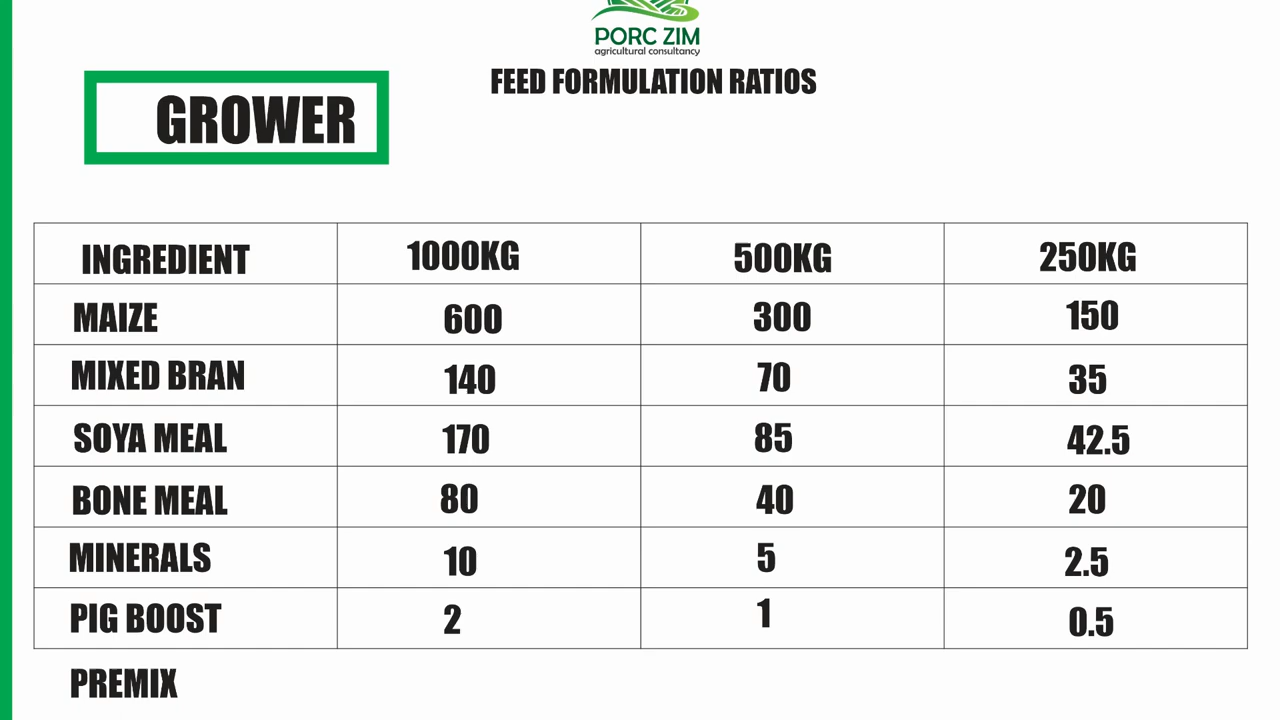 PORC ZIM
agricultural consultancy
FEED FORMULATION RATIOS
GROWER
INGREDIENT 1000KG 500KG 250KG
MAIZE 600 300 150
MIXED BRAN 140 70 35
SOYA MEAL 170 85 42.5
BONE MEAL 80 40 20
MINERALS 10 5 2.5
PIG BOOST 2 1 0.5
PREMIX